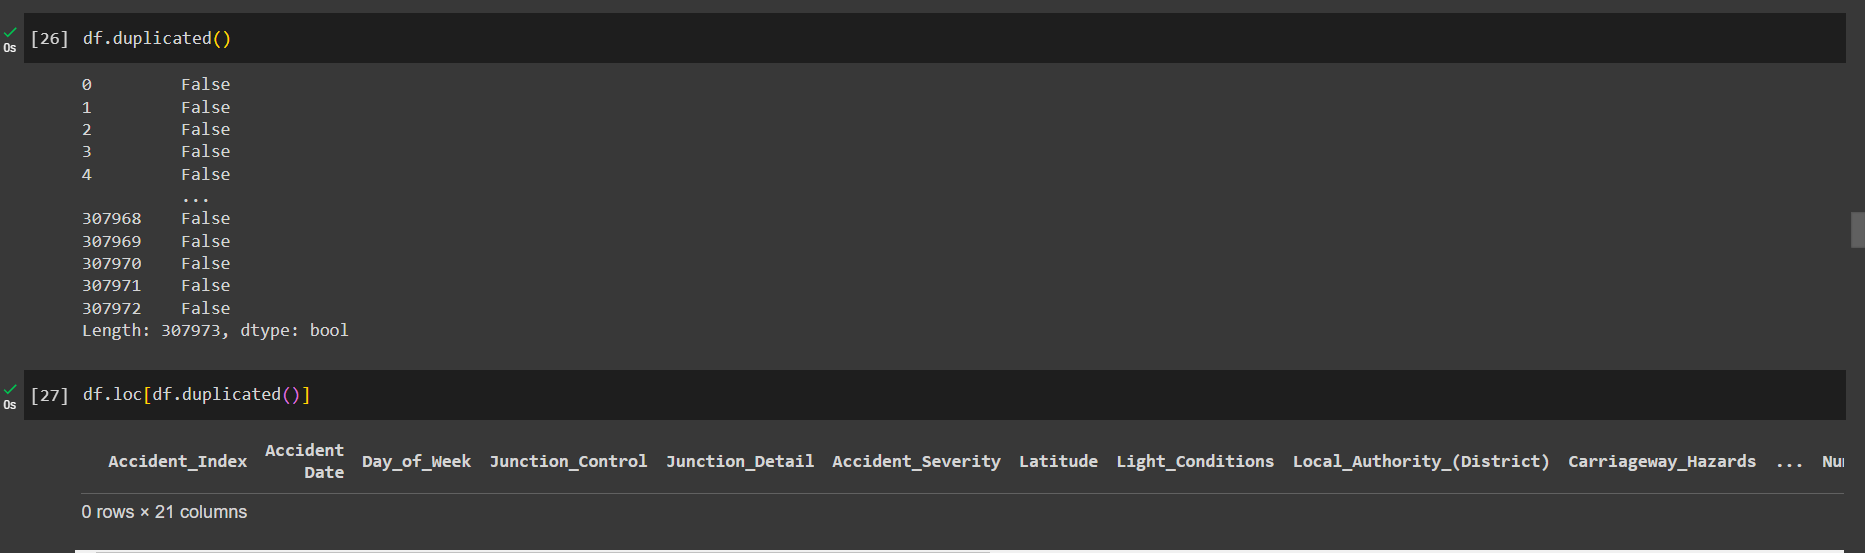 [26] df.duplicated()
0s
0 False
1 False
2 False
3 False
4 False
...
307968 False
307969 False
307970 False
307971 False
307972 False
Length: 307973, dtype: bool
[27] df.loc[df.duplicated()]
0s
Accident_Index Accident Date Day_of_Week Junction_Control Junction_Detail Accident_Severity Latitude Light_Conditions Local_Authority_(District) Carriageway_Hazards ...
0 rows × 21 columns